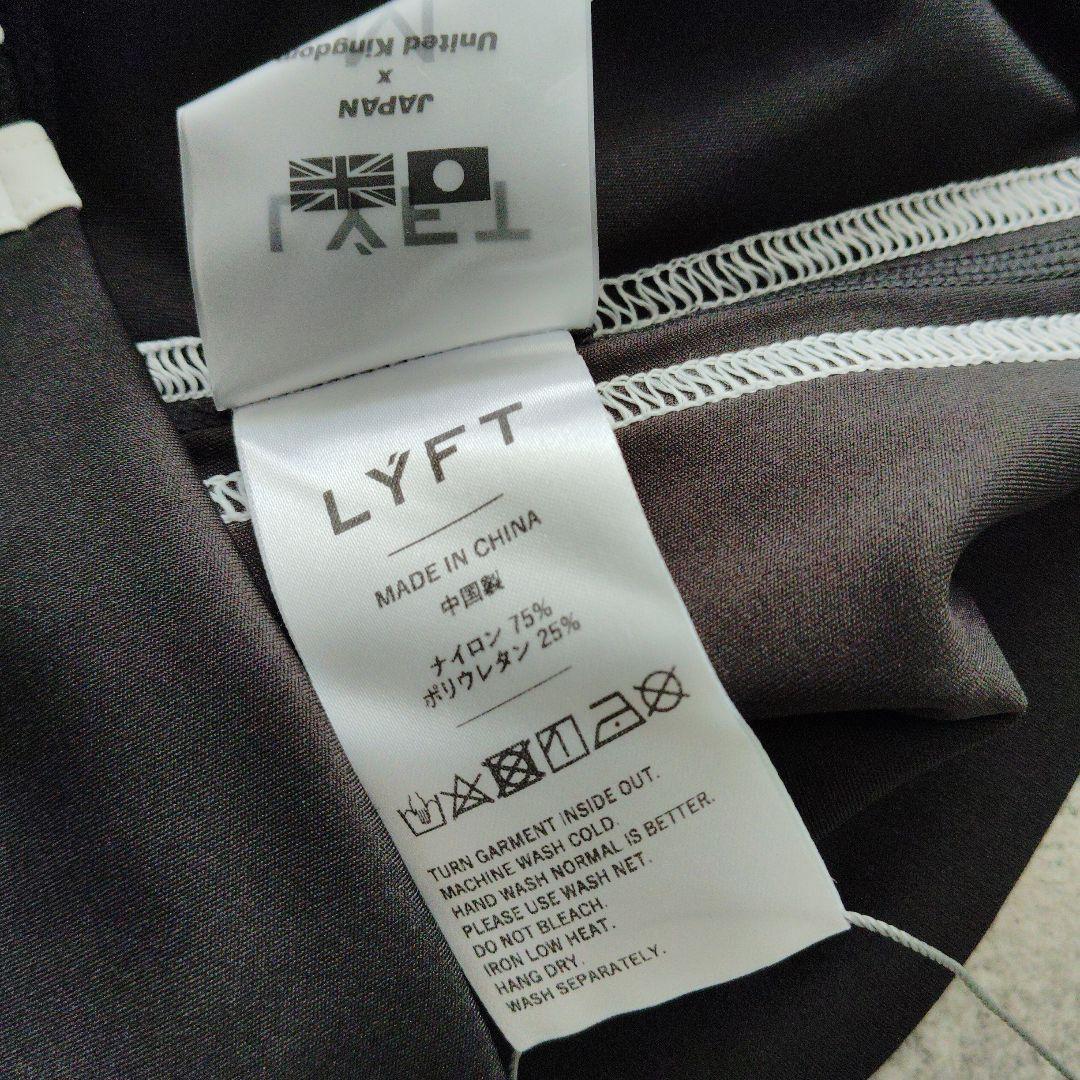 United Kingdom
x
JAPAN
LYFT
MADE IN CHINA
中国製
ナイロン 75%
ポリウレタン 25%
TURN GARMENT INSIDE OUT.
MACHINE WASH COLD.
HAND WASH NORMAL IS BETTER.
PLEASE USE WASH NET.
DO NOT BLEACH.
IRON LOW HEAT.
HANG DRY.
WASH SEPARATELY.